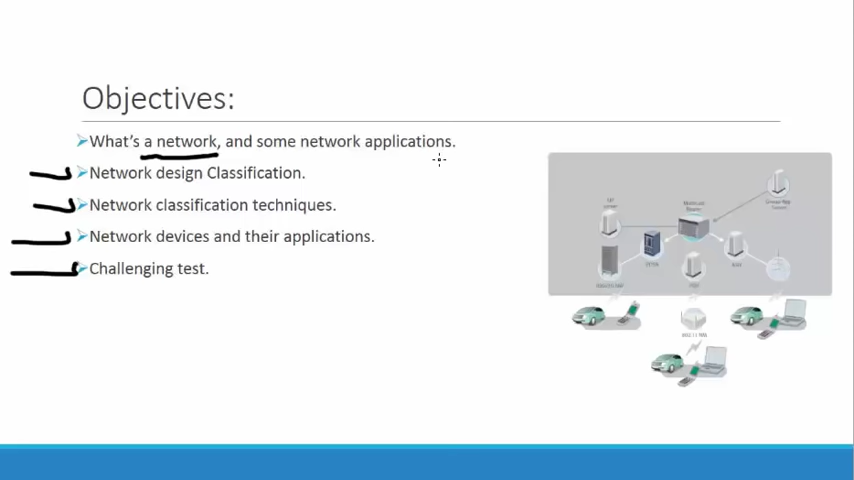 Objectives:
What's a network, and some network applications.
Network design Classification.
Network classification techniques.
Network devices and their applications.
Challenging test.